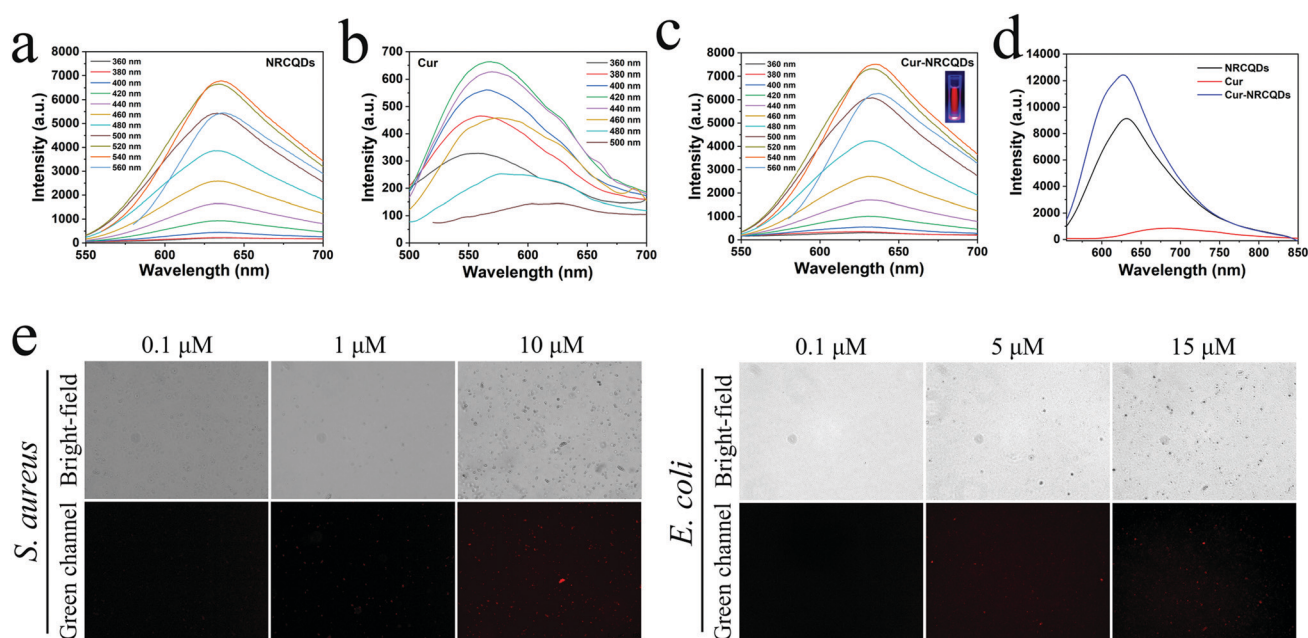 a
8000
7000
6000
5000
4000
3000
2000
1000
0
Intensity (a.u.)
360 nm
380 nm
400 nm
420 nm
440 nm
460 nm
480 nm
500 nm
520 nm
540 nm
560 nm
NRCQDs
550 600 650 700
Wavelength (nm)
b
700
600
500
400
300
200
100
0
Intensity (a.u.)
Cur
360 nm
380 nm
400 nm
420 nm
440 nm
460 nm
480 nm
500 nm
500 550 600 650 700
Wavelength (nm)
c
8000
7000
6000
5000
4000
3000
2000
1000
0
Intensity (a.u.)
360 nm
380 nm
400 nm
420 nm
440 nm
460 nm
480 nm
500 nm
520 nm
540 nm
560 nm
Cur-NRCQDs
550 600 650 700
Wavelength (nm)
d
14000
12000
10000
8000
6000
4000
2000
0
Intensity (a.u.)
NRCQDs
Cur
Cur-NRCQDs
600 650 700 750 800 850
Wavelength (nm)
e
0.1 μM 1 μM 10 μM
S. aureus
Bright-field
Green channel
0.1 μM 5 μM 15 μM
E. coli
Bright-field
Green channel